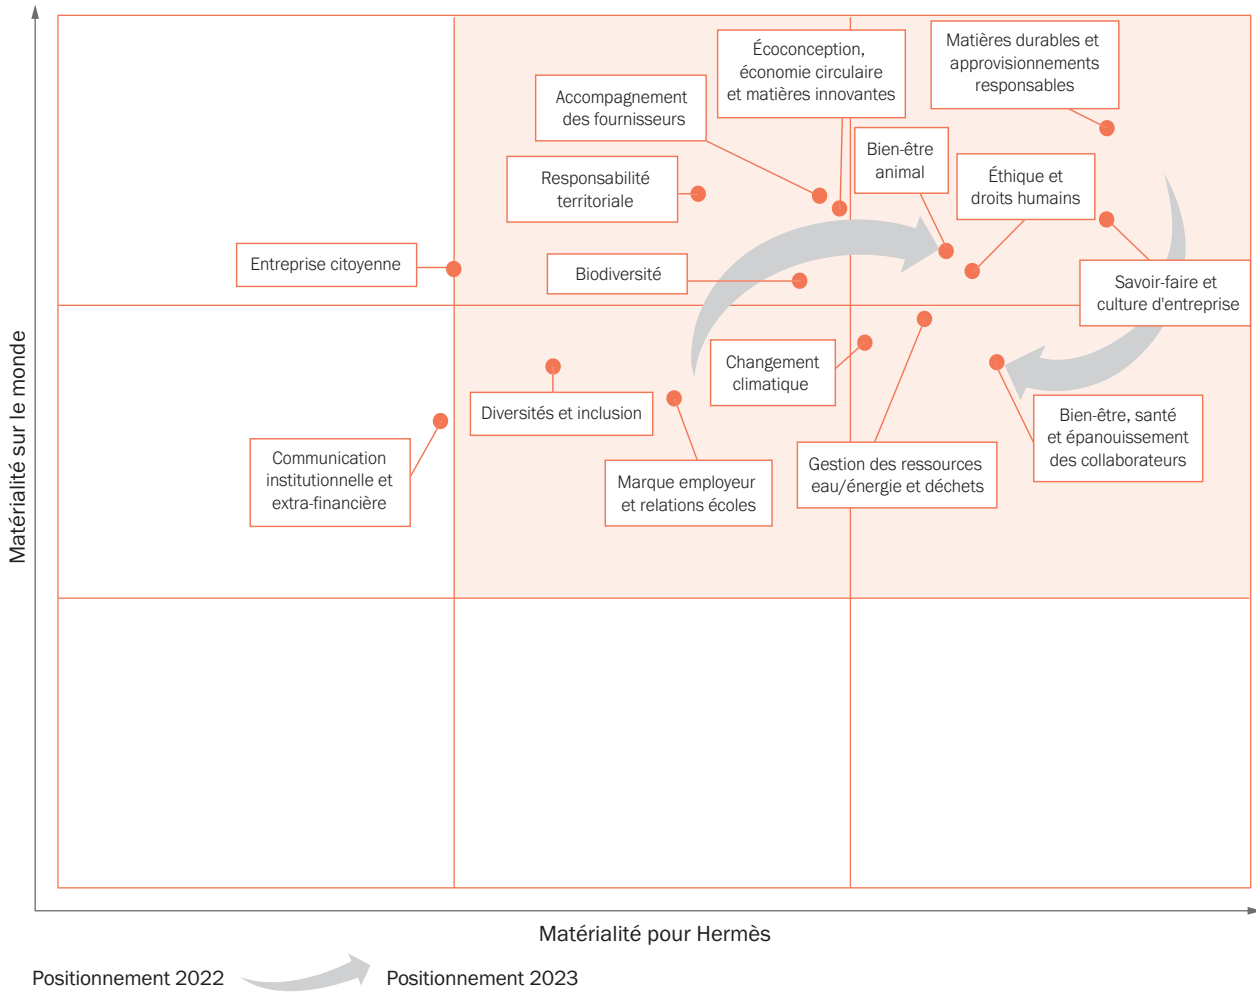 Matérialité sur le monde
Écoconception,
économie circulaire
et matières innovantes
Matières durables et
approvisionnements
responsables
Accompagnement
des fournisseurs
Bien-être
animal
Responsabilité
territoriale
Éthique et
droits humains
Entreprise citoyenne
Biodiversité
Savoir-faire et
culture d'entreprise
Changement
climatique
Diversités et inclusion
Bien-être, santé
et épanouissement
des collaborateurs
Communication
institutionnelle et
extra-financière
Marque employeur
et relations écoles
Gestion des ressources
eau/énergie et déchets
Matérialité pour Hermès
Positionnement 2022
Positionnement 2023